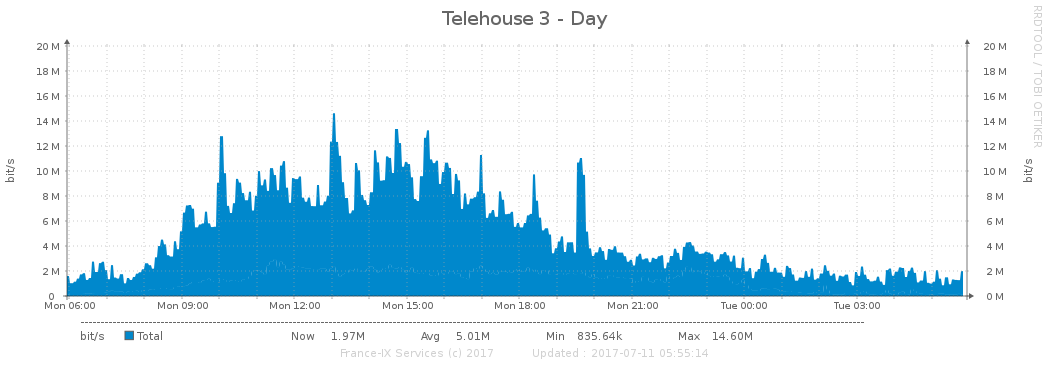 Telehouse 3 - Day
RRDTOOL / TOBI OETIKER
bit/s
20 M 20 M
18 M 18 M
16 M 16 M
14 M 14 M
12 M 12 M
10 M 10 M
8 M 8 M
6 M 6 M
4 M 4 M
2 M 2 M
0 0 M
bit/s
Mon 06:00 Mon 09:00 Mon 12:00 Mon 15:00 Mon 18:00 Mon 21:00 Tue 00:00 Tue 03:00
bit/s Total Now 1.97M Avg 5.01M Min 835.64k Max 14.60M
France-IX Services (c) 2017 Updated : 2017-07-11 05:55:14